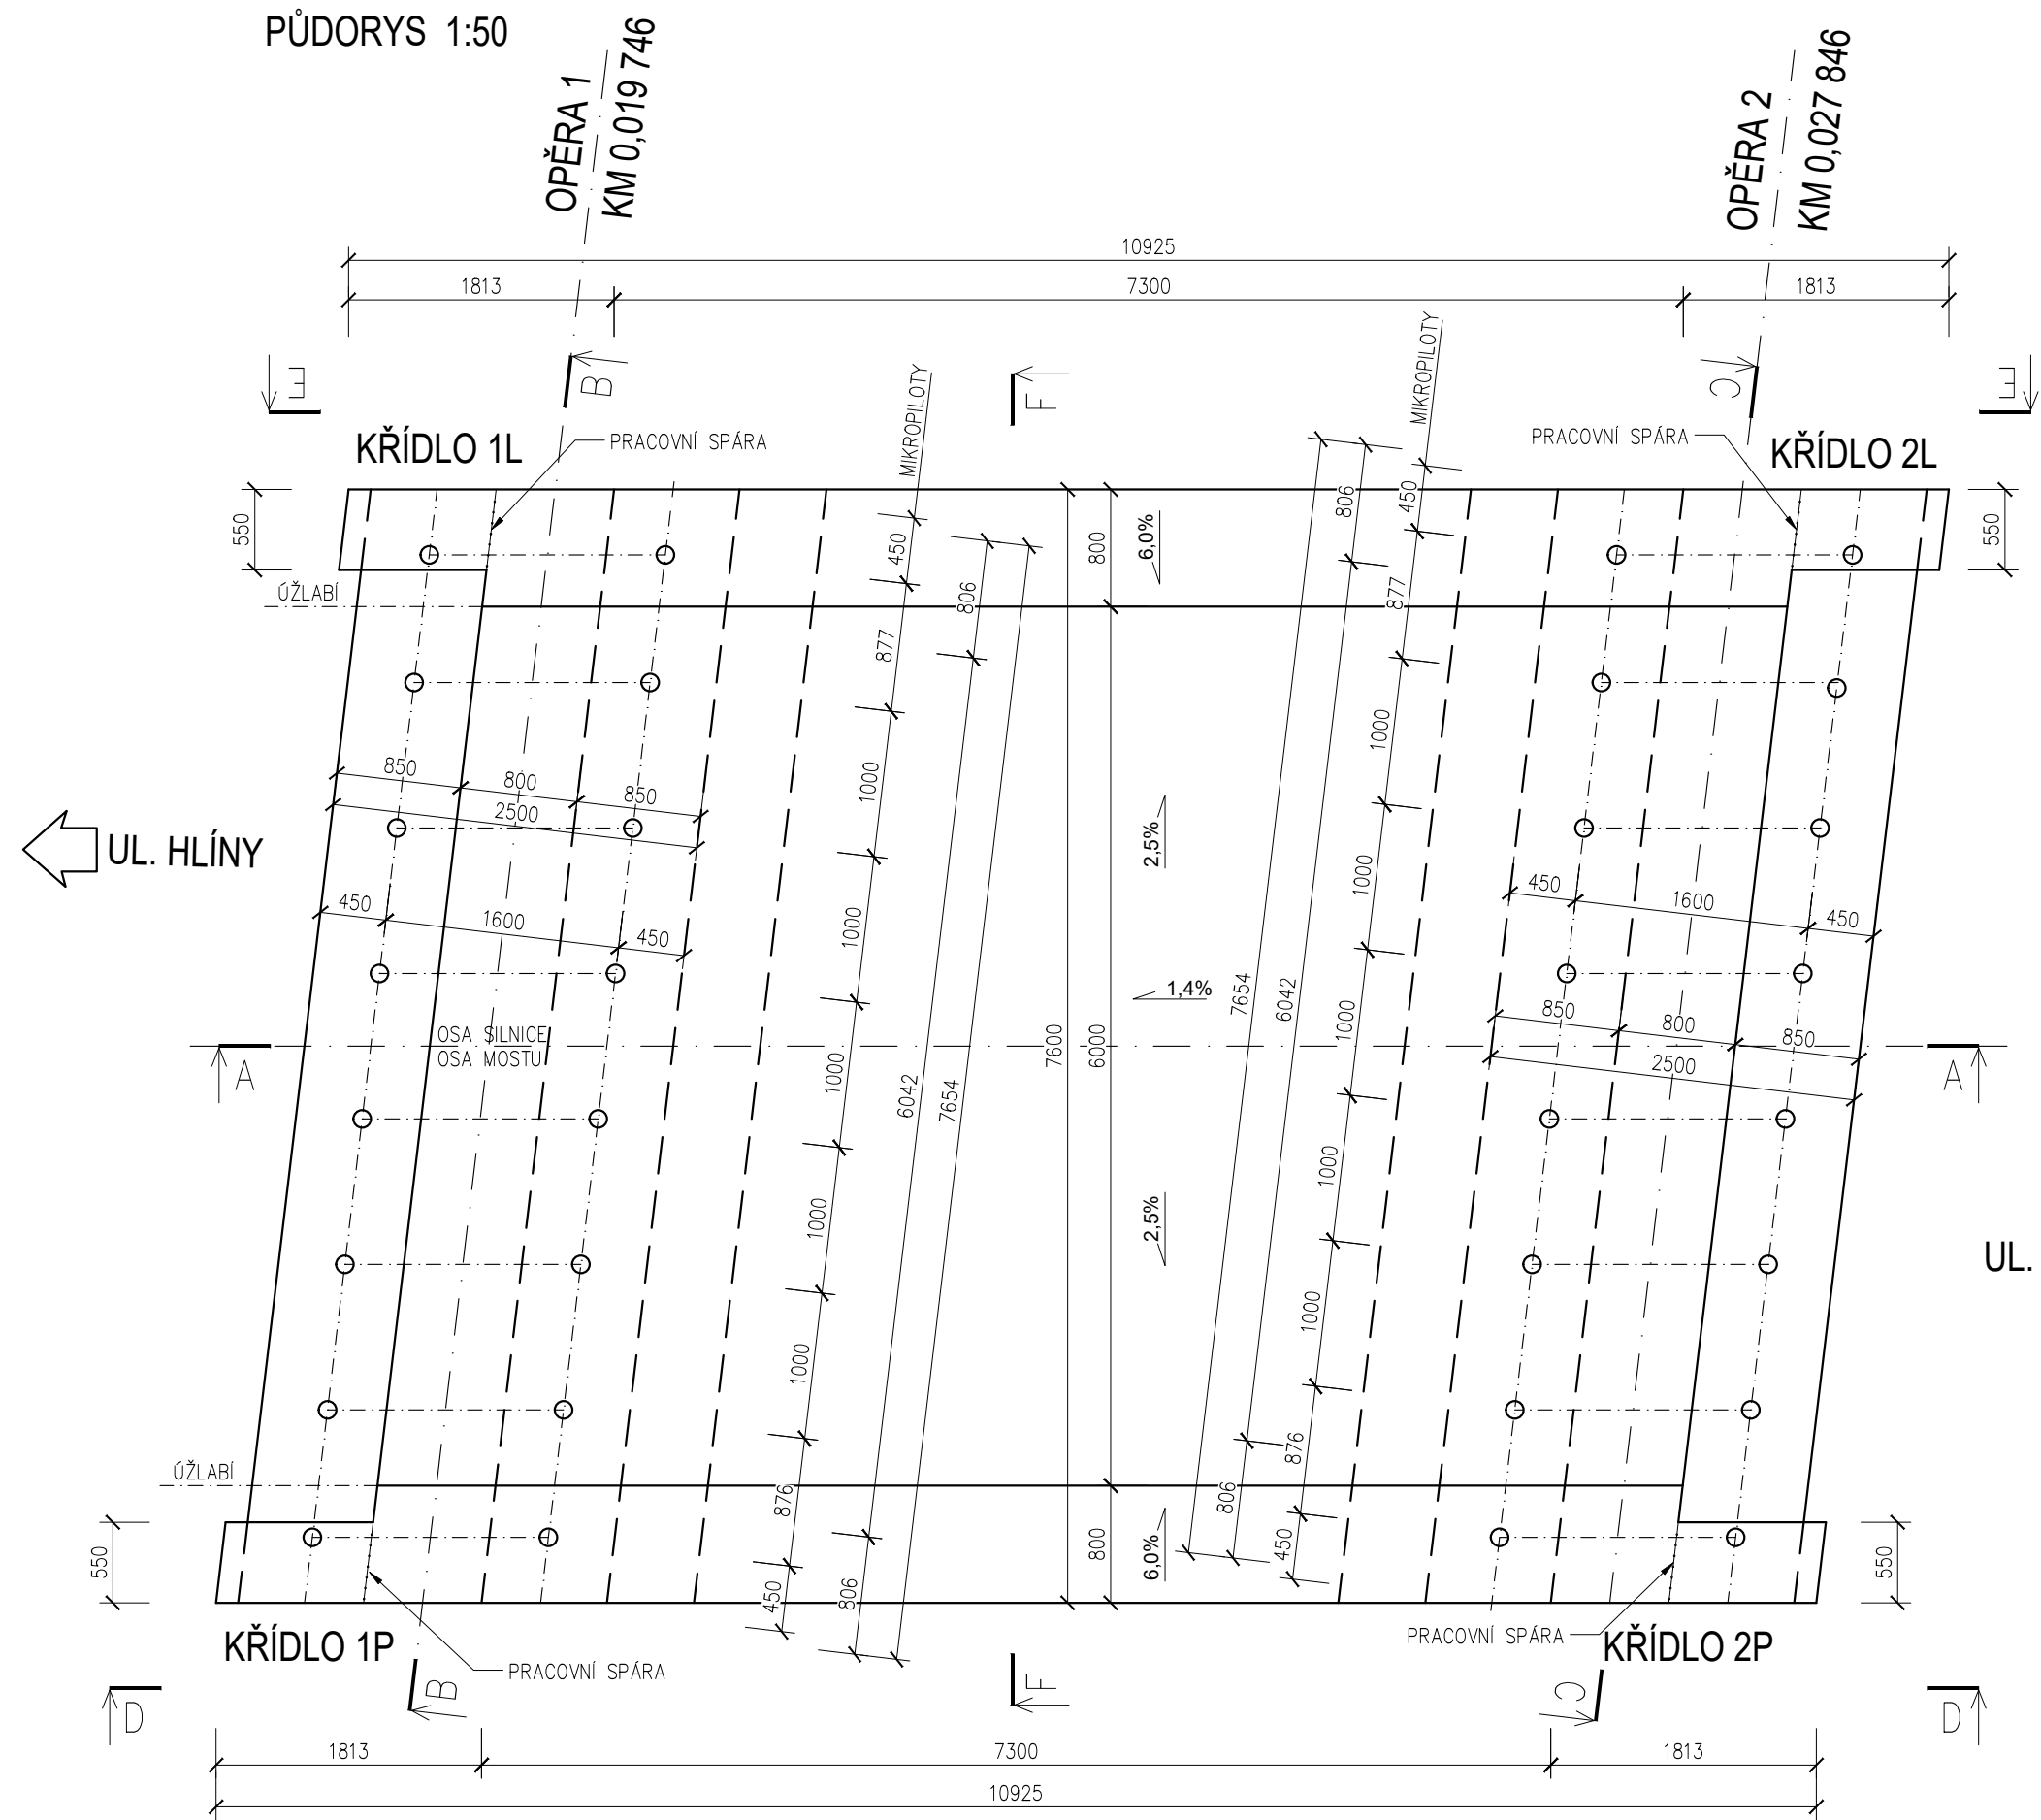 PŮDORYS 1:50
OPĚRA 1
KM 0,019 746
OPĚRA 2
KM 0,027 846
10925
1813
7300
1813
E
B
F
C
E
MIKROPILOTY
MIKROPILOTY
KŘÍDLO 1L
PRACOVNÍ SPÁRA
PRACOVNÍ SPÁRA
KŘÍDLO 2L
550
450
806
877
800
6,0%
806
450
877
550
ÚŽLABÍ
850
800
850
2500
1000
1000
1000
1000
1000
2,5%
1000
1000
1000
1000
1000
UL. HLÍNY
450
1600
450
450
1600
450
7654
6042
1,4%
850
800
850
2500
OSA SILNICE
OSA MOSTU
A
A
6042
7654
7600
6000
2,5%
UL.
ÚŽLABÍ
876
450
806
800
6,0%
806
876
450
550
550
KŘÍDLO 1P
PRACOVNÍ SPÁRA
PRACOVNÍ SPÁRA
KŘÍDLO 2P
D
B
F
C
D
1813
7300
1813
10925